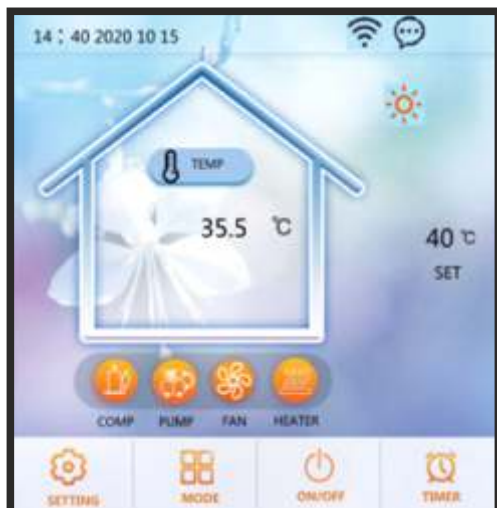 14：40 2020 10 15
TEMP
35.5 ℃
40 ℃
SET
COMP PUMP FAN HEATER
SETTING MODE ON/OFF TIMER